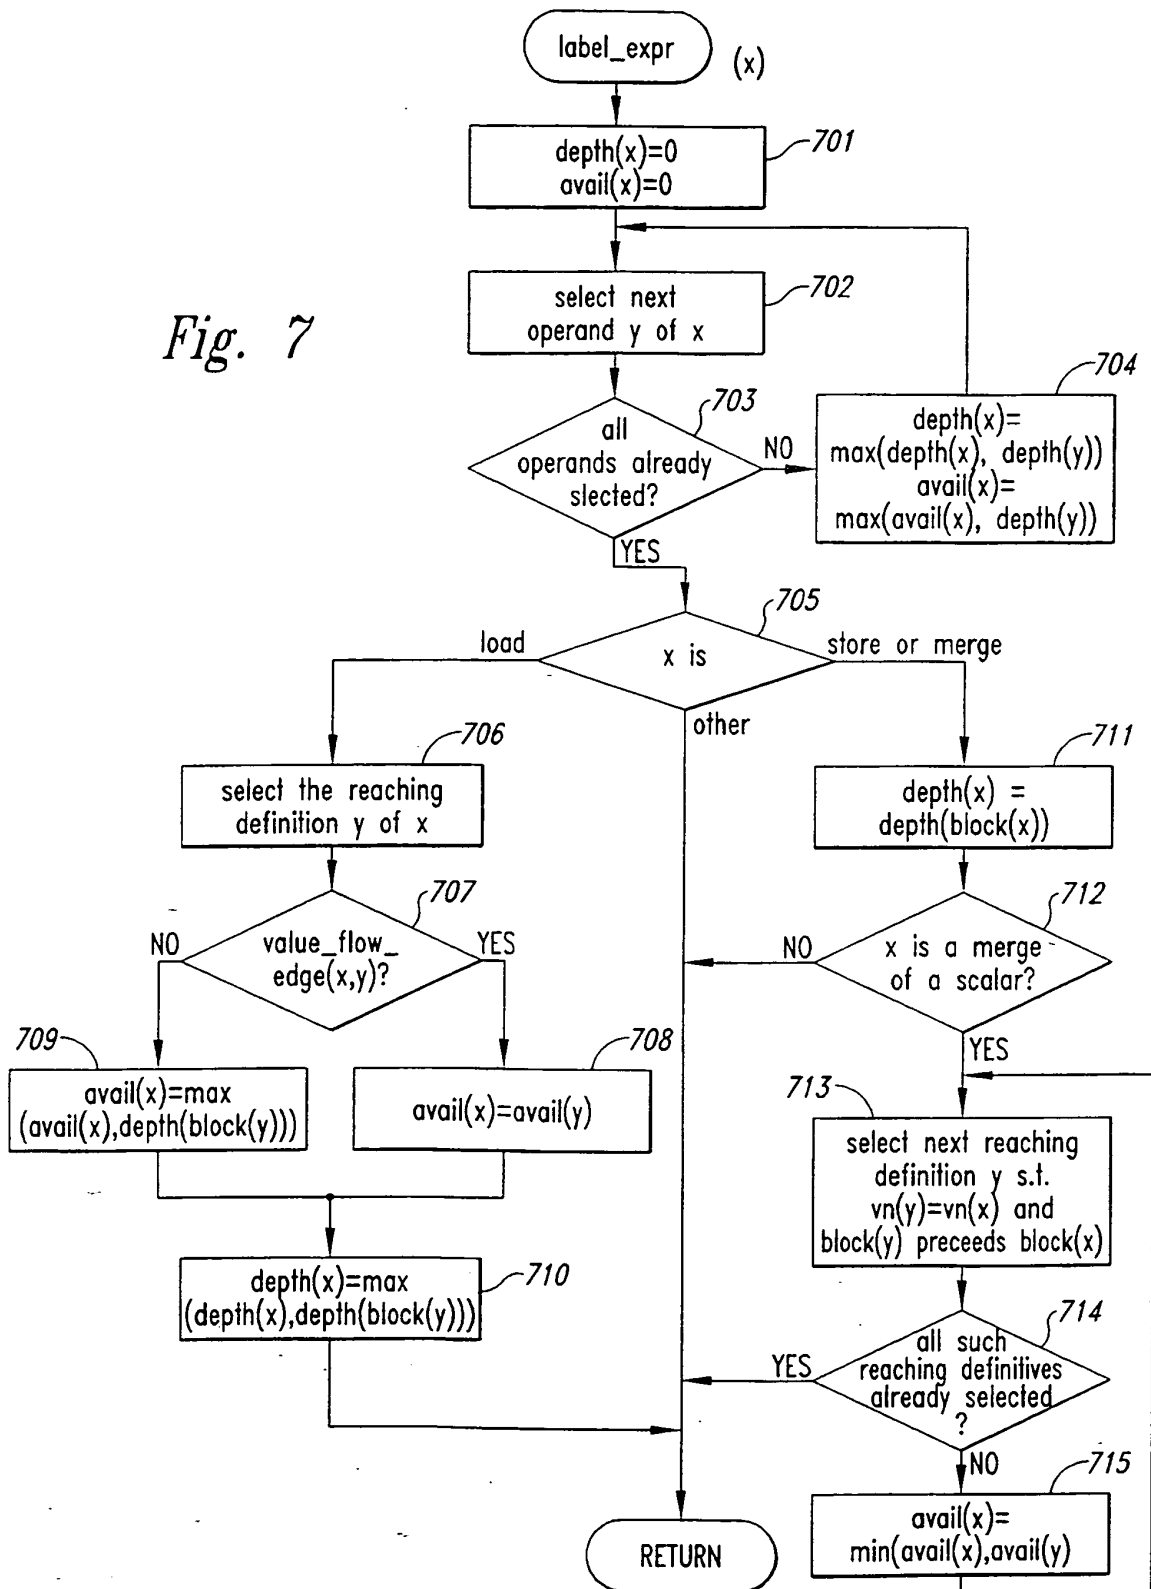 label_expr
(x)
depth(x)=0
avail(x)=0
701
select next
operand y of x
702
Fig. 7
all
operands already
slected?
703
NO
YES
704
depth(x)=
max(depth(x), depth(y))
avail(x)=
max(avail(x), depth(y))
705
x is
load
store or merge
other
706
select the reaching
definition y of x
707
value_flow_
edge(x,y)?
NO
YES
709
avail(x)=max
(avail(x),depth(block(y)))
708
avail(x)=avail(y)
depth(x)=max
(depth(x),depth(block(y)))
710
711
depth(x) =
depth(block(x))
712
x is a merge
of a scalar?
NO
YES
713
select next reaching
definition y s.t.
vn(y)=vn(x) and
block(y) preceeds block(x)
714
all such
reaching definitives
already selected
?
YES
NO
715
avail(x)=
min(avail(x),avail(y)
RETURN